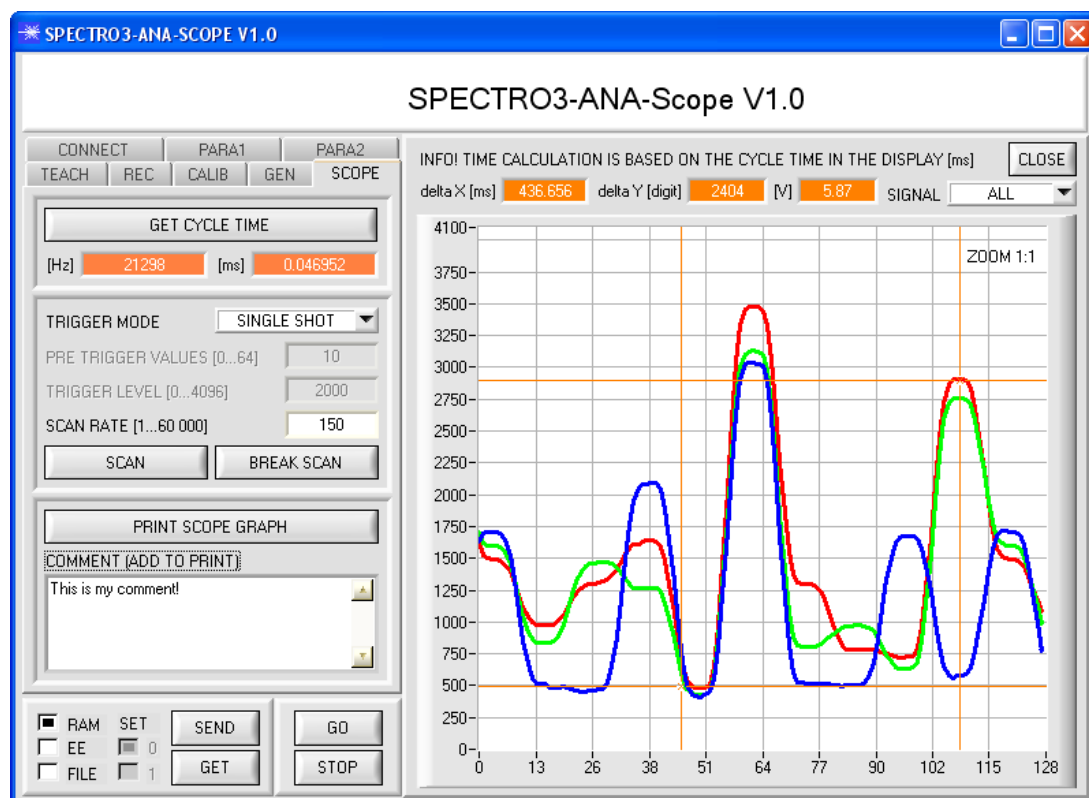 SPECTRO3-ANA-SCOPE V1.0
SPECTRO3-ANA-Scope V1.0
CONNECT PARA1 PARA2
TEACH REC CALIB GEN SCOPE
GET CYCLE TIME
[Hz] 21298 [ms] 0.046952
TRIGGER MODE SINGLE SHOT
PRE TRIGGER VALUES [0...64] 10
TRIGGER LEVEL [0...4096] 2000
SCAN RATE [1...60 000] 150
SCAN BREAK SCAN
PRINT SCOPE GRAPH
COMMENT (ADD TO PRINT)
This is my comment!
RAM SET SEND GO
EE 0
FILE 1 GET STOP
INFO! TIME CALCULATION IS BASED ON THE CYCLE TIME IN THE DISPLAY [ms] CLOSE
delta X [ms] 436.656 delta Y [digit] 2404 [V] 5.87 SIGNAL ALL
ZOOM 1:1
4100
3750
3500
3250
3000
2750
2500
2250
2000
1750
1500
1250
1000
750
500
250
0
0 13 26 38 51 64 77 90 102 115 128